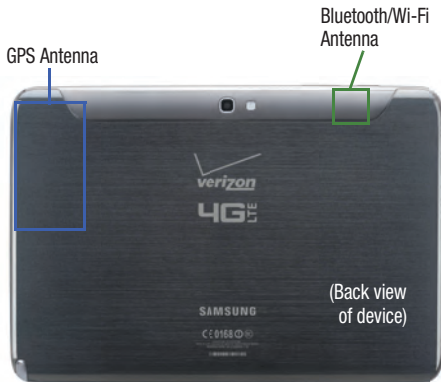 Bluetooth/Wi-Fi
Antenna
GPS Antenna
verizon
4G LTE
(Back view
of device)
SAMSUNG
CE0168